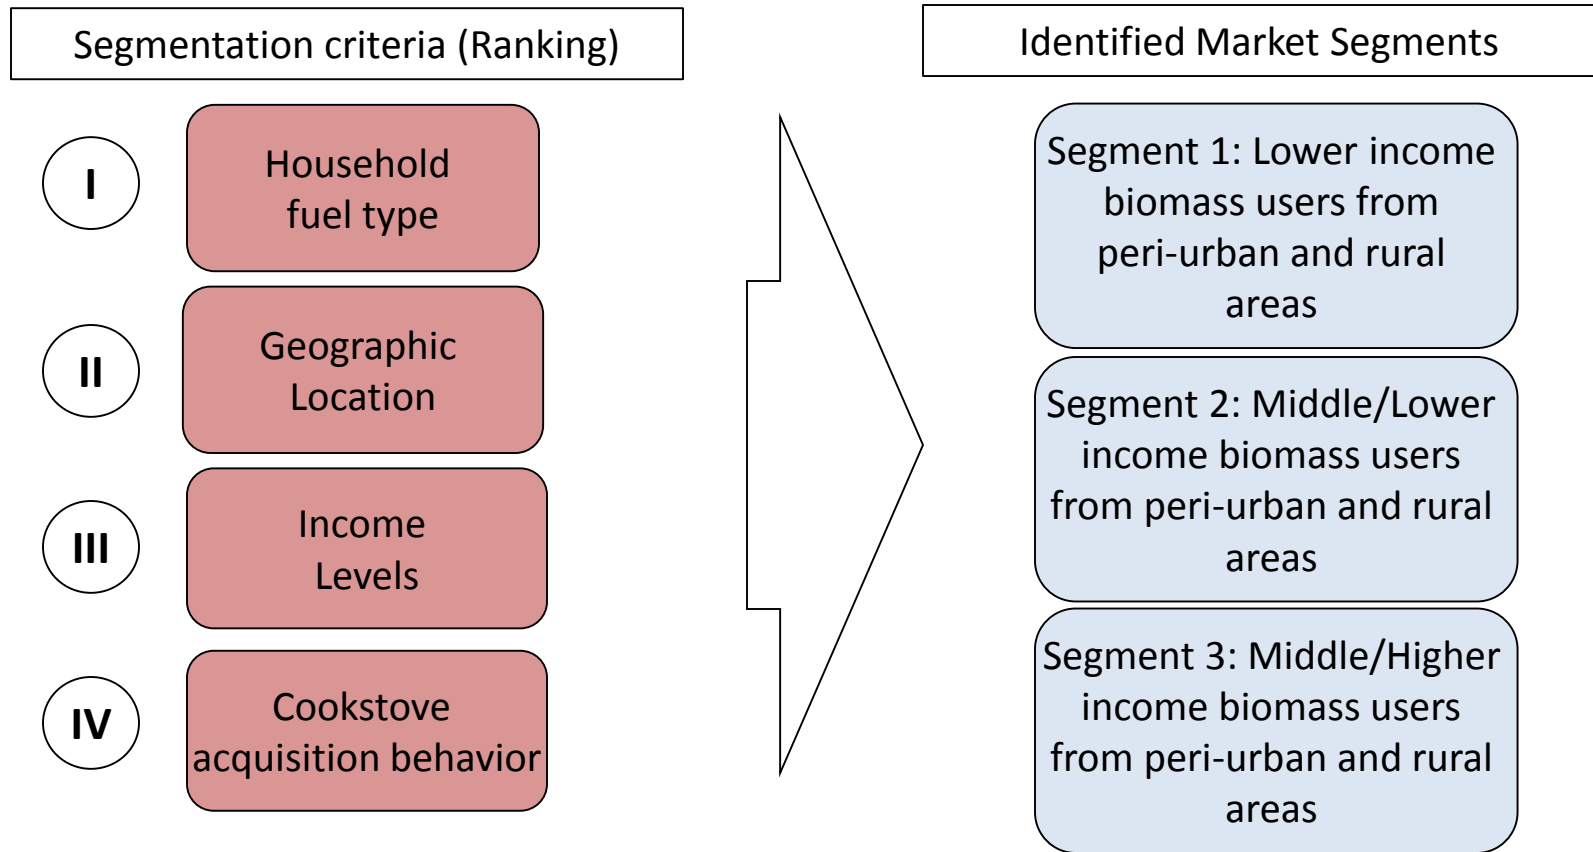 Segmentation criteria (Ranking)
I
Household
fuel type
II
Geographic
Location
III
Income
Levels
IV
Cookstove
acquisition behavior
Identified Market Segments
Segment 1: Lower income
biomass users from
peri-urban and rural
areas
Segment 2: Middle/Lower
income biomass users
from peri-urban and rural
areas
Segment 3: Middle/Higher
income biomass users
from peri-urban and rural
areas